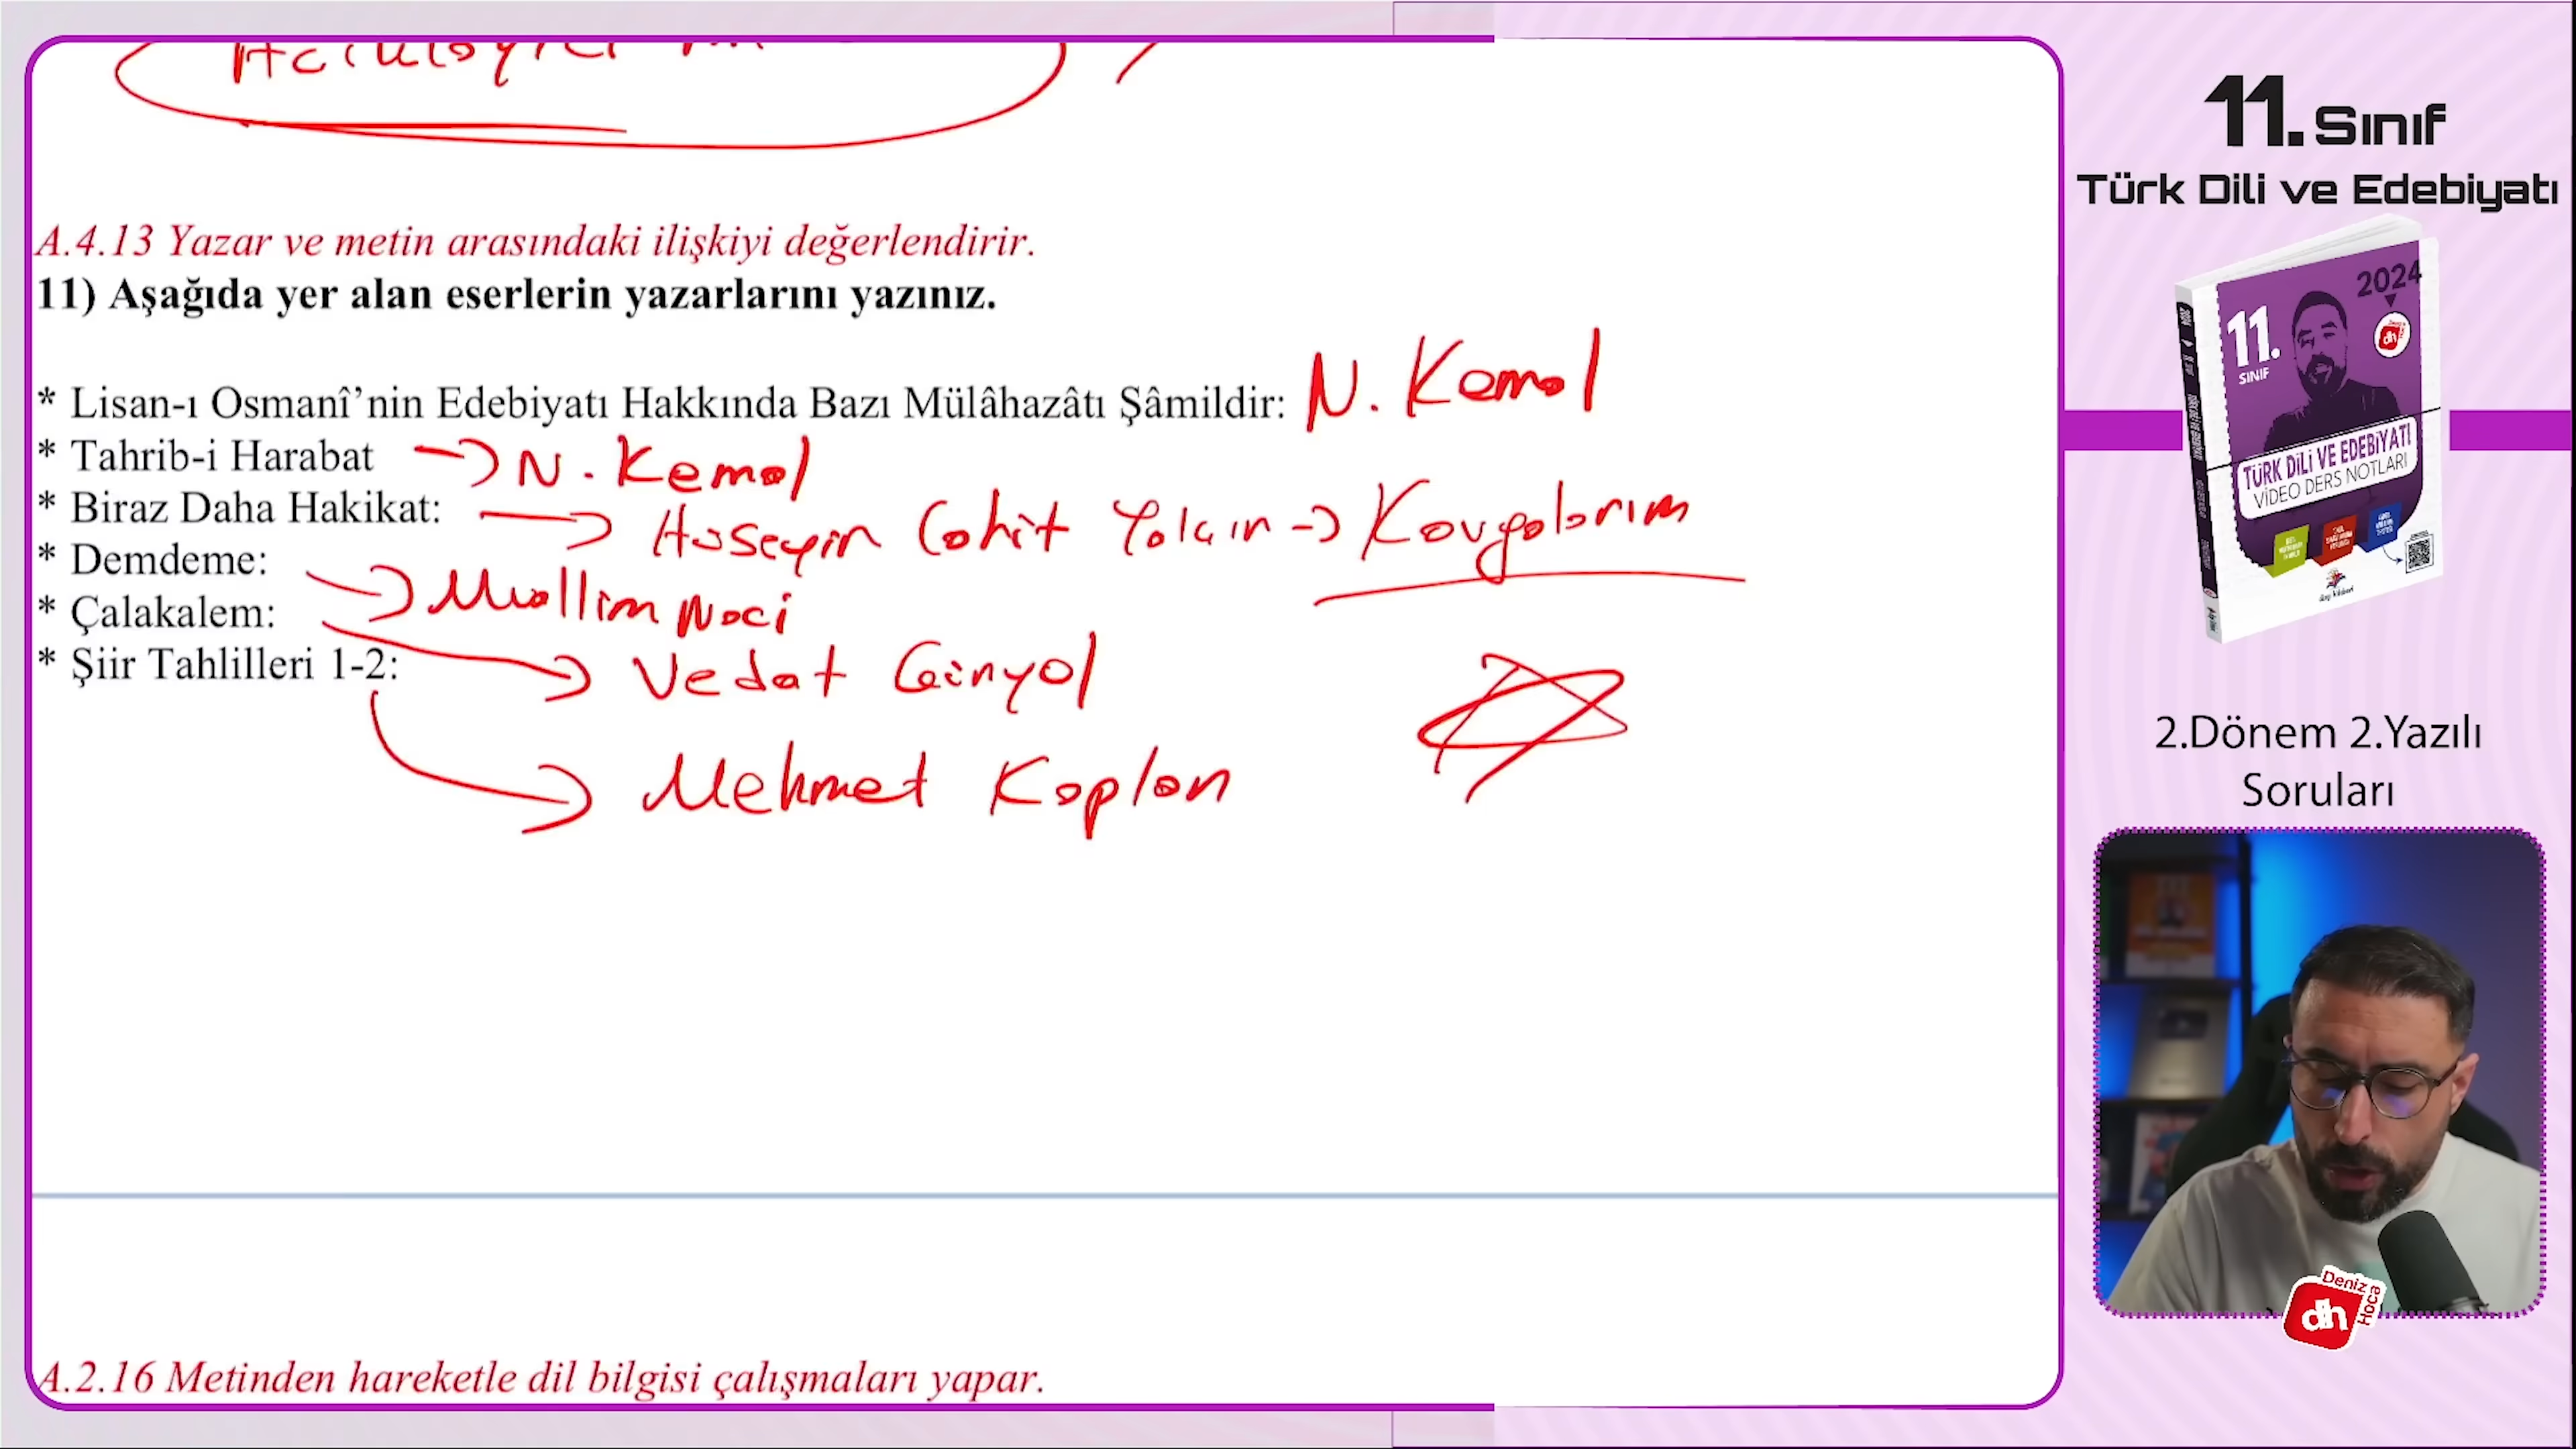 A.4.13 Yazar ve metin arasındaki ilişkiyi değerlendirir.
11) Aşağıda yer alan eserlerin yazarlarını yazınız.
* Lisan-ı Osmanî’nin Edebiyatı Hakkında Bazı Mülâhazâtı Şâmildir: N. Kemal
* Tahrib-i Harabat → N. Kemal
* Biraz Daha Hakikat: → Hüseyin Cahit Yalçın → Kavgalarım
* Demdeme: → Muallim Naci
* Çalakalem: → Vedat Günyol
* Şiir Tahlilleri 1-2: → Mehmet Kaplan
A.2.16 Metinden hareketle dil bilgisi çalışmaları yapar.
11. Sınıf
Türk Dili ve Edebiyatı
2024
11.
SINIF
TÜRK DİLİ VE EDEBİYATI
VİDEO DERS NOTLARI
2.Dönem 2.Yazılı
Soruları
Deniz
Hoca
dh